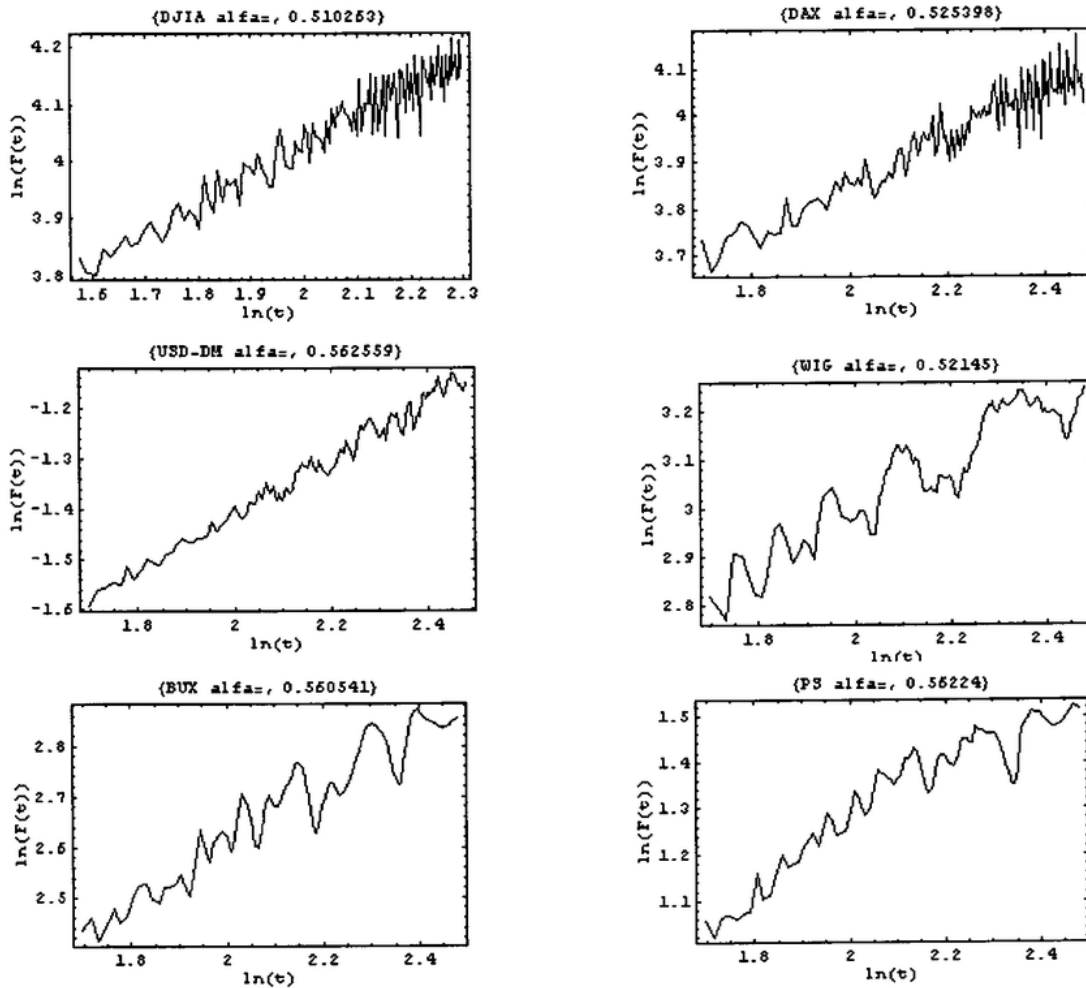 {DJIA alfa=, 0.510263}
ln(F(t))
4.2
4.1
4
3.9
3.8
1.6 1.7 1.8 1.9 2 2.1 2.2 2.3
ln(t)
{DAX alfa=, 0.525398}
ln(F(t))
4.1
4
3.9
3.8
3.7
1.8 2 2.2 2.4
ln(t)
{USD-DM alfa=, 0.562559}
ln(F(t))
-1.2
-1.3
-1.4
-1.5
-1.6
1.8 2 2.2 2.4
ln(t)
{WIG alfa=, 0.52145}
ln(F(t))
3.2
3.1
3
2.9
2.8
1.8 2 2.2 2.4
ln(t)
{BUX alfa=, 0.560541}
ln(F(t))
2.8
2.7
2.6
2.5
1.8 2 2.2 2.4
ln(t)
{PS alfa=, 0.56224}
ln(F(t))
1.5
1.4
1.3
1.2
1.1
1.8 2 2.2 2.4
ln(t)